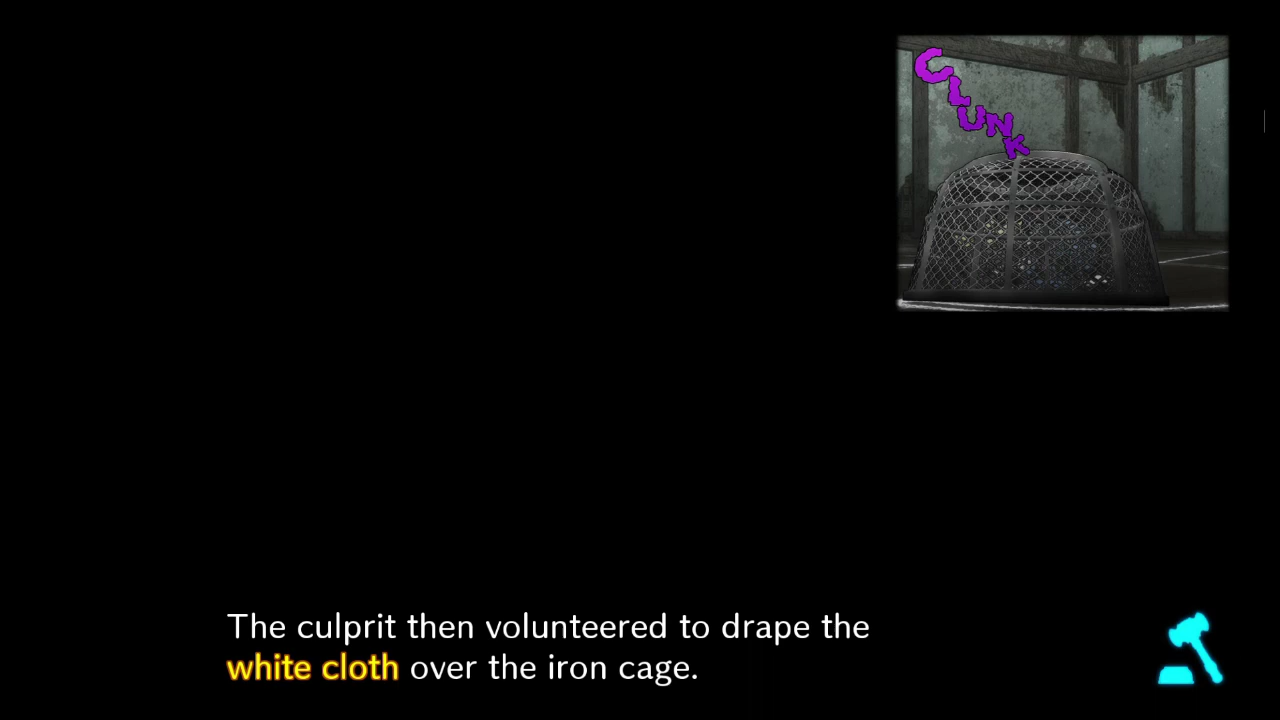 CLUNK
The culprit then volunteered to drape the
white cloth over the iron cage.